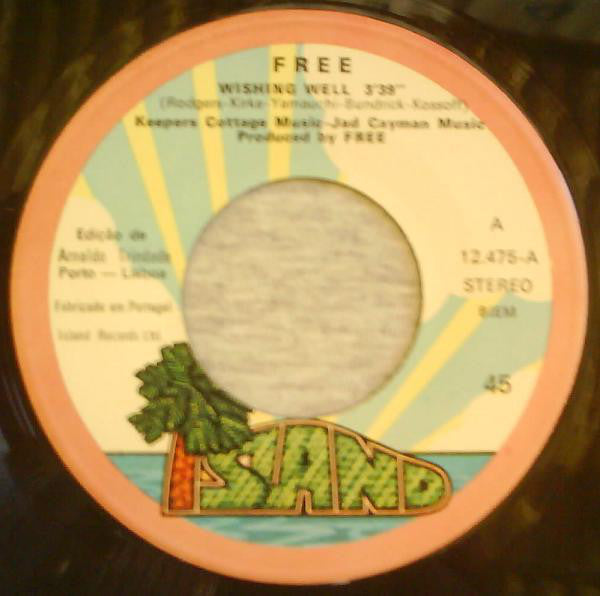 FREE
WISHING WELL 3'39"
(Rodgers-Kirke-Yamauchi-Bundrick-Kossoff)
Keepers Cottage Music-Jad Cayman Music
Produced by FREE
Edição de
Arnaldo Trindade
Porto — Lisboa
Fabricado em Portugal
Island Records Ltd.
A
12.475-A
STEREO
BIEM
45
ISLAND